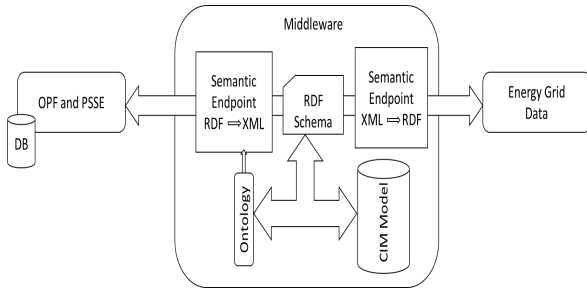 Middleware
OPF and PSSE
DB
Semantic
Endpoint
RDF ⇒ XML
RDF
Schema
Semantic
Endpoint
XML ⇒ RDF
Energy Grid
Data
Ontology
CIM Model